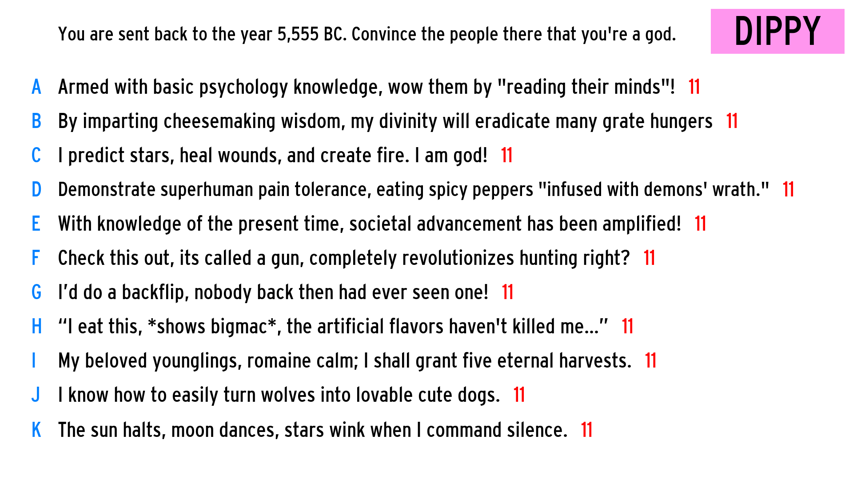 You are sent back to the year 5,555 BC. Convince the people there that you're a god. DIPPY
A Armed with basic psychology knowledge, wow them by "reading their minds"! 11
B By imparting cheesemaking wisdom, my divinity will eradicate many grate hungers 11
C I predict stars, heal wounds, and create fire. I am god! 11
D Demonstrate superhuman pain tolerance, eating spicy peppers "infused with demons' wrath." 11
E With knowledge of the present time, societal advancement has been amplified! 11
F Check this out, its called a gun, completely revolutionizes hunting right? 11
G I’d do a backflip, nobody back then had ever seen one! 11
H “I eat this, *shows bigmac*, the artificial flavors haven't killed me...” 11
I My beloved younglings, romaine calm; I shall grant five eternal harvests. 11
J I know how to easily turn wolves into lovable cute dogs. 11
K The sun halts, moon dances, stars wink when I command silence. 11